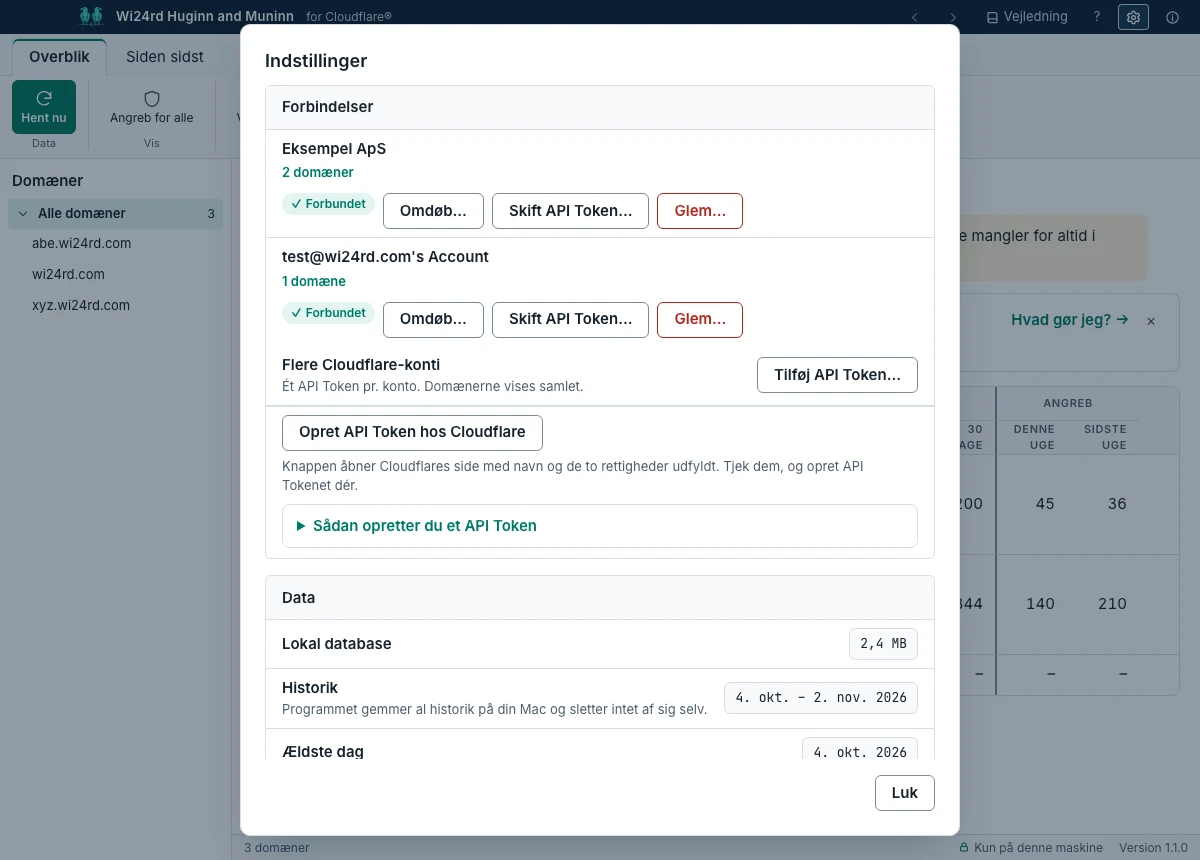 Wi24rd Huginn and Muninn for Cloudflare®
Vejledning
?
Overblik
Siden sidst
Hent nu
Data
Angreb for alle
Vis
Domæner
Alle domæner 3
abe.wi24rd.com
wi24rd.com
xyz.wi24rd.com
Indstillinger
Forbindelser
Eksempel ApS
2 domæner
✓ Forbundet
Omdøb...
Skift API Token...
Glem...
test@wi24rd.com's Account
1 domæne
✓ Forbundet
Omdøb...
Skift API Token...
Glem...
Flere Cloudflare-konti
Ét API Token pr. konto. Domænerne vises samlet.
Tilføj API Token...
Opret API Token hos Cloudflare
Knappen åbner Cloudflares side med navn og de to rettigheder udfyldt. Tjek dem, og opret API
Tokenet dér.
Sådan opretter du et API Token
Data
Lokal database
2,4 MB
Historik
Programmet gemmer al historik på din Mac og sletter intet af sig selv.
4. okt. – 2. nov. 2026
Ældste dag
4. okt. 2026
Luk
mangler for altid i
Hvad gør jeg? →
×
ANGREB
30
DENNE
UGE
SIDSTE
UGE
45 36
140 210
– – –
3 domæner
Kun på denne maskine
Version 1.1.0